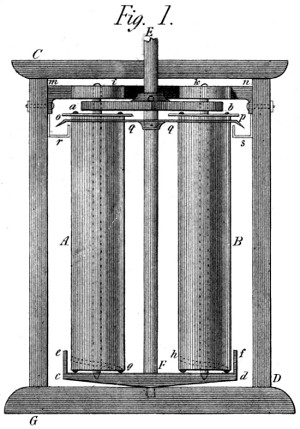 Fig. 1.
E
C
m i k n
a b
o q q p
r s
A B
e h f
c g F d D
G